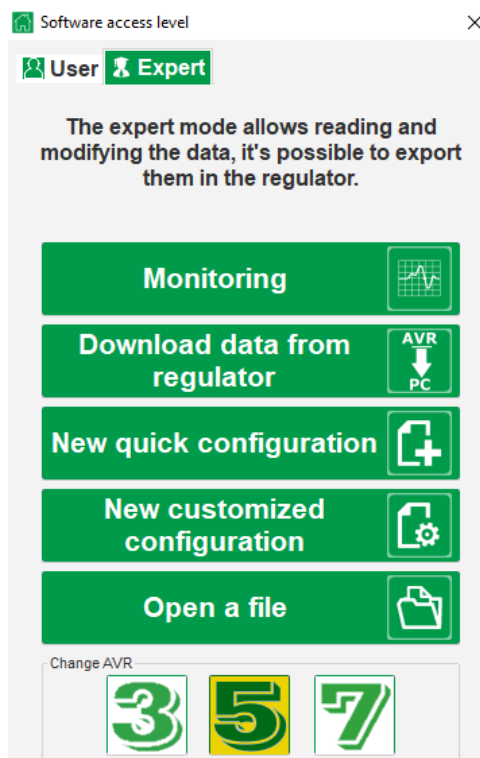 Software access level
User Expert
The expert mode allows reading and
modifying the data, it's possible to export
them in the regulator.
Monitoring
Download data from
regulator
AVR
PC
New quick configuration
New customized
configuration
Open a file
Change AVR
3 5 7